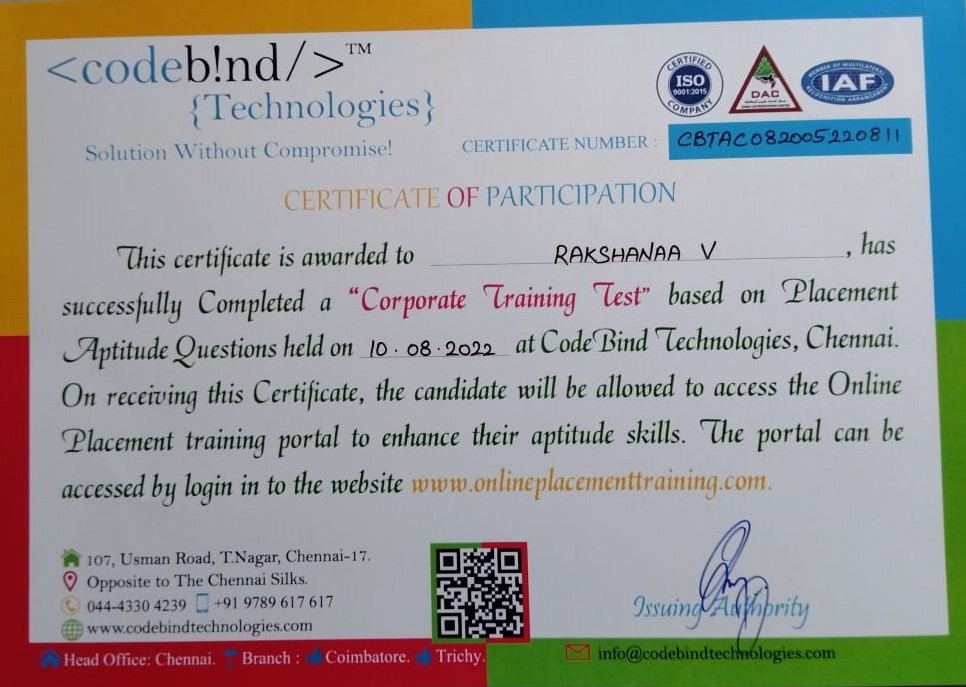 <codeb!nd/>™
{Technologies}
Solution Without Compromise!
CERTIFIED
ISO
9001:2015
COMPANY
DAC
MEMBER OF MULTILATERAL
RECOGNITION ARRANGEMENT
IAF
CERTIFICATE NUMBER : CBTAC082005220811
CERTIFICATE OF PARTICIPATION
This certificate is awarded to RAKSHANAA V , has
successfully Completed a "Corporate Training Test" based on Placement
Aptitude Questions held on 10.08.2022 at CodeBind Technologies, Chennai.
On receiving this Certificate, the candidate will be allowed to access the Online
Placement training portal to enhance their aptitude skills. The portal can be
accessed by login in to the website www.onlineplacementtraining.com.
107, Usman Road, T.Nagar, Chennai-17.
Opposite to The Chennai Silks.
044-4330 4239 +91 9789 617 617
www.codebindtechnologies.com
Issuing Authority
Head Office: Chennai. Branch : Coimbatore. Trichy.
info@codebindtechnologies.com